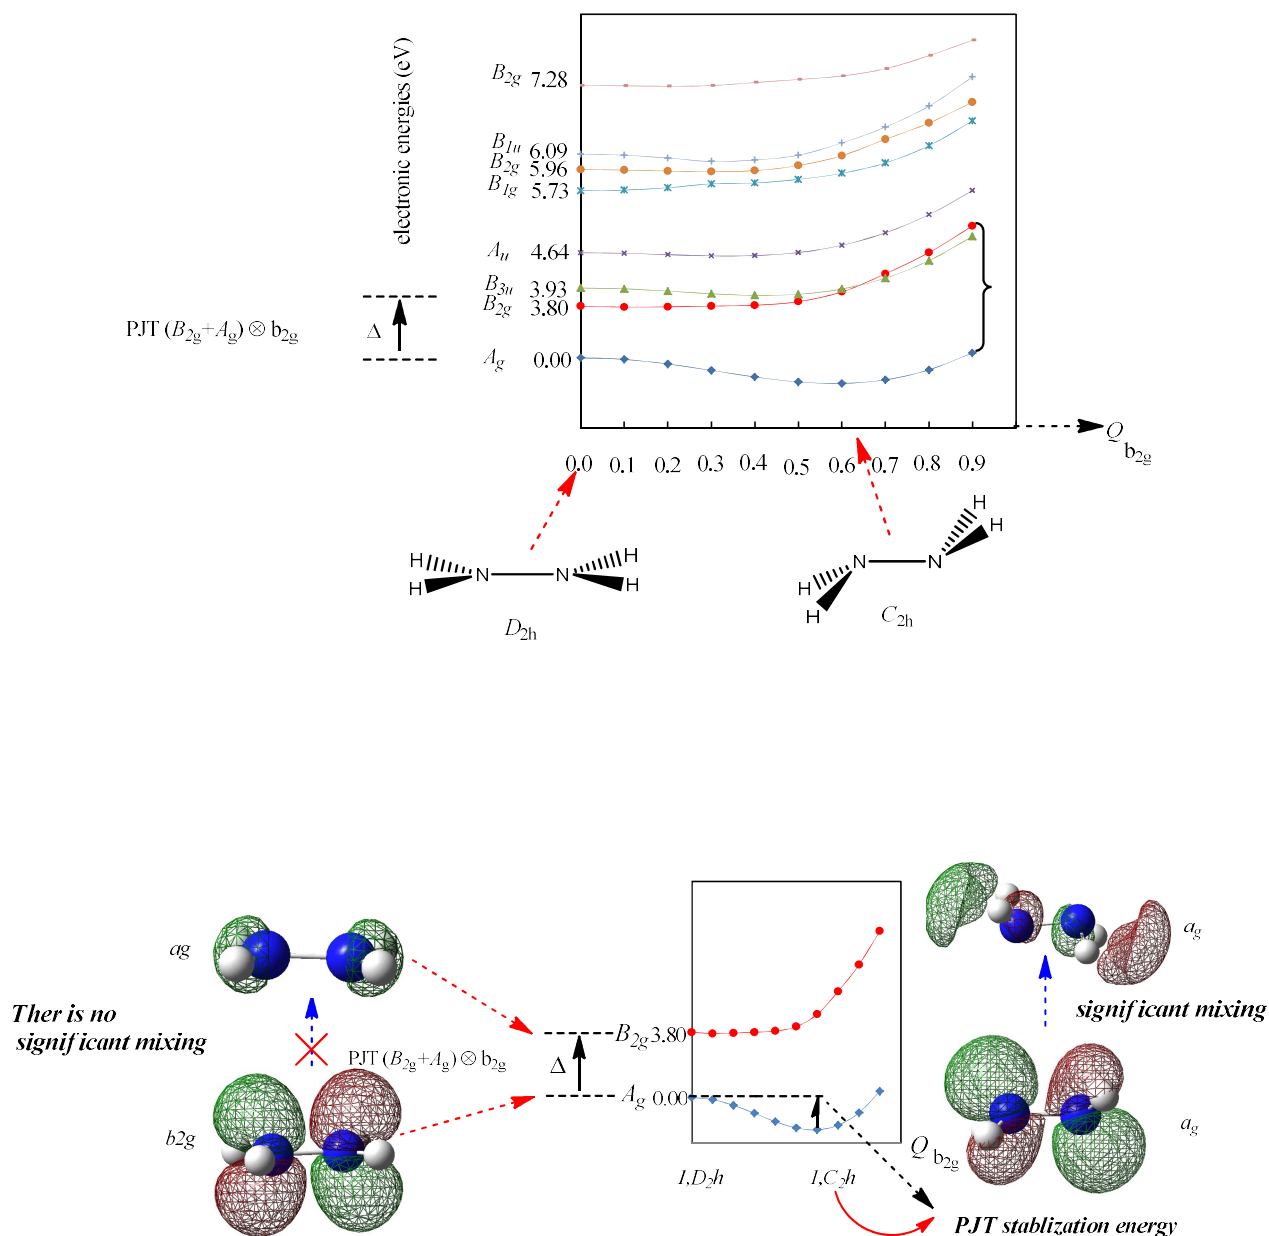 electronic energies (eV)
B2g 7.28
B1u 6.09
B2g 5.96
B1g 5.73
Au 4.64
B3u 3.93
B2g 3.80
PJT (B2g+Ag) ⊗ b2g
Δ
Ag 0.00
Q b2g
0.0 0.1 0.2 0.3 0.4 0.5 0.6 0.7 0.8 0.9
H H N N H H
D2h
H H N N H H
C2h
ag
Ther is no
significant mixing
PJT (B2g+Ag) ⊗ b2g
b2g
B2g 3.80
Δ
Ag 0.00
Q b2g
1,D2h 1,C2h
PJT stablization energy
ag
significant mixing
ag